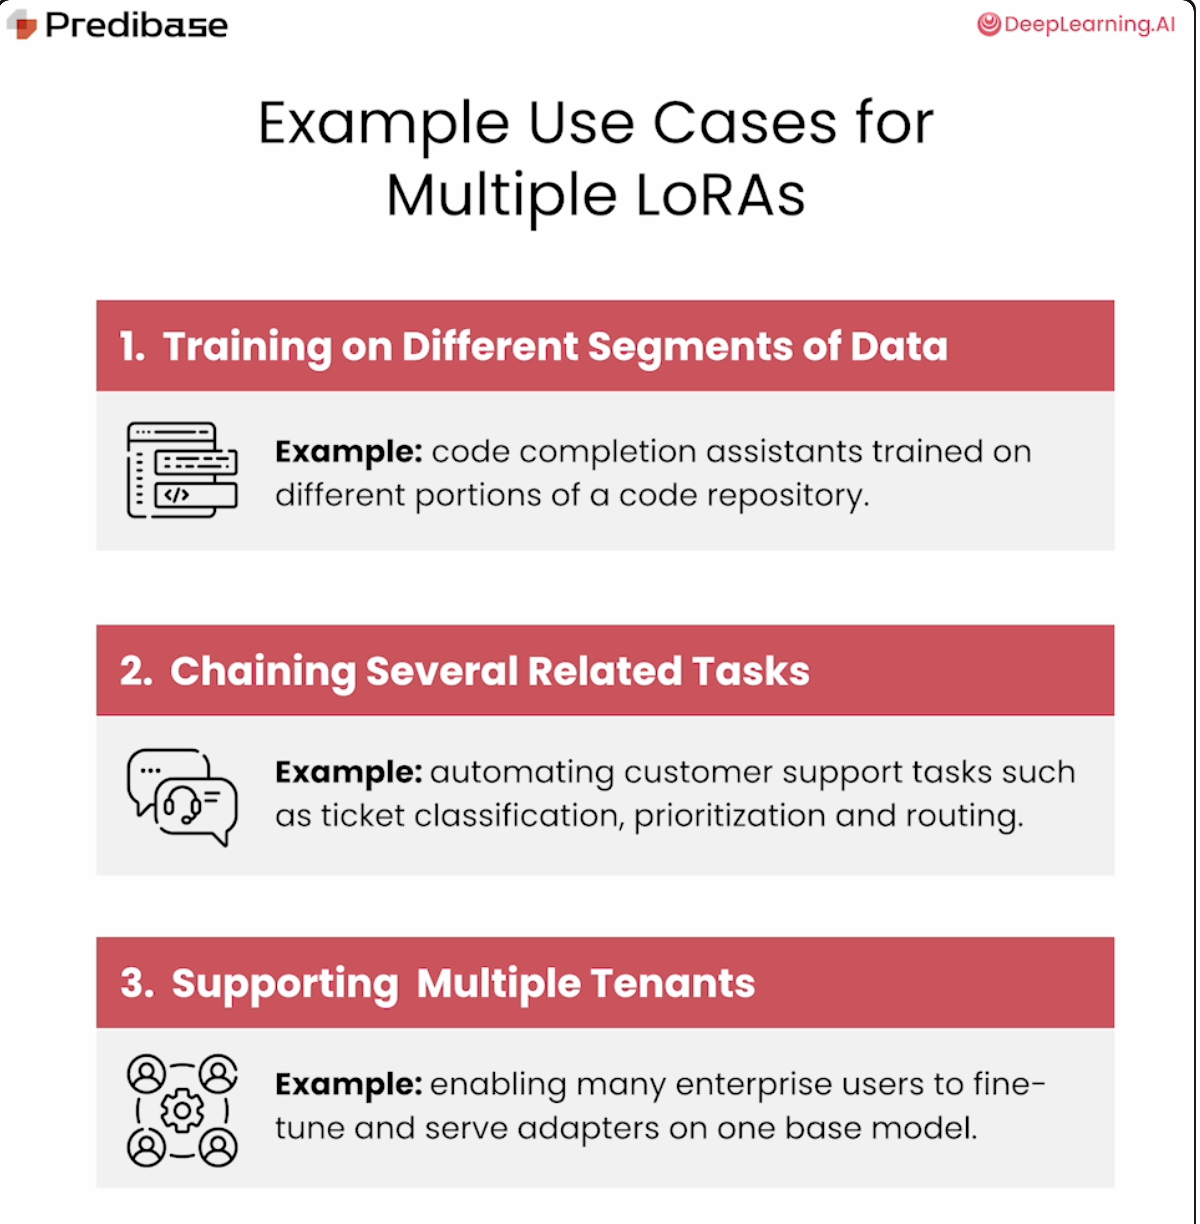 Predibase
DeepLearning.AI
Example Use Cases for
Multiple LoRAs
1. Training on Different Segments of Data
</>
Example: code completion assistants trained on
different portions of a code repository.
2. Chaining Several Related Tasks
Example: automating customer support tasks such
as ticket classification, prioritization and routing.
3. Supporting Multiple Tenants
Example: enabling many enterprise users to fine-
tune and serve adapters on one base model.